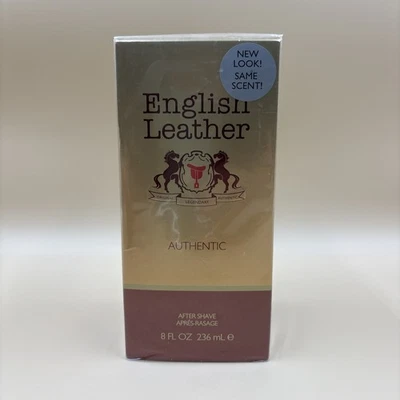 NEW
LOOK!
SAME
SCENT!
English
Leather
AUTHENTIC
AFTER SHAVE
APRÈS-RASAGE
8 FL OZ 236 mL ℮